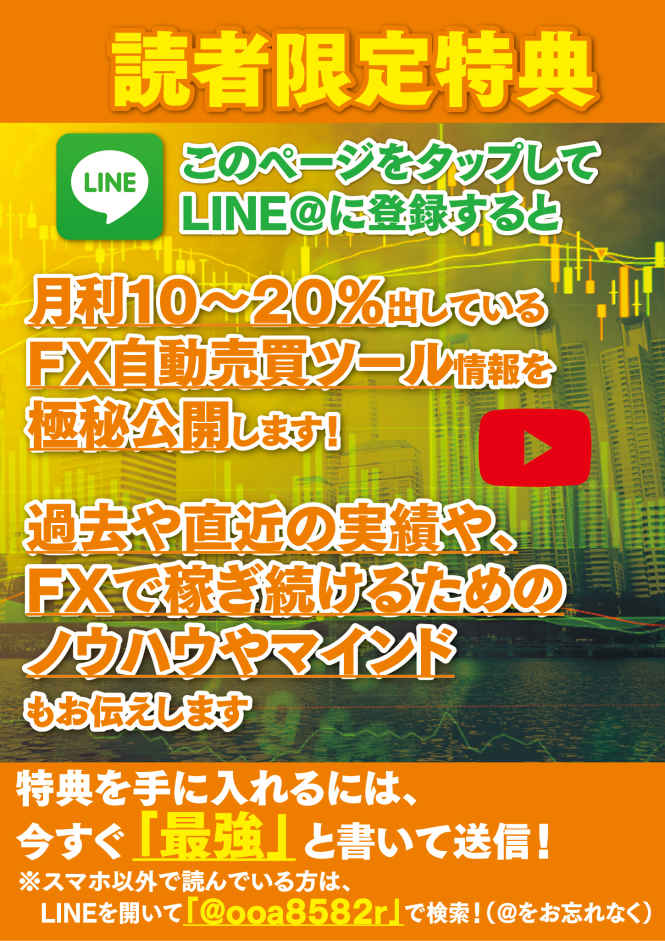 読者限定特典
LINE
このページをタップして
LINE@に登録すると
月利10〜20%出している
FX自動売買ツール情報を
極秘公開します!
過去や直近の実績や、
FXで稼ぎ続けるための
ノウハウやマインド
もお伝えします
特典を手に入れるには、
今すぐ「最強」と書いて送信!
※スマホ以外で読んでいる方は、
LINEを開いて「@ooa8582r」で検索!(@をお忘れなく)